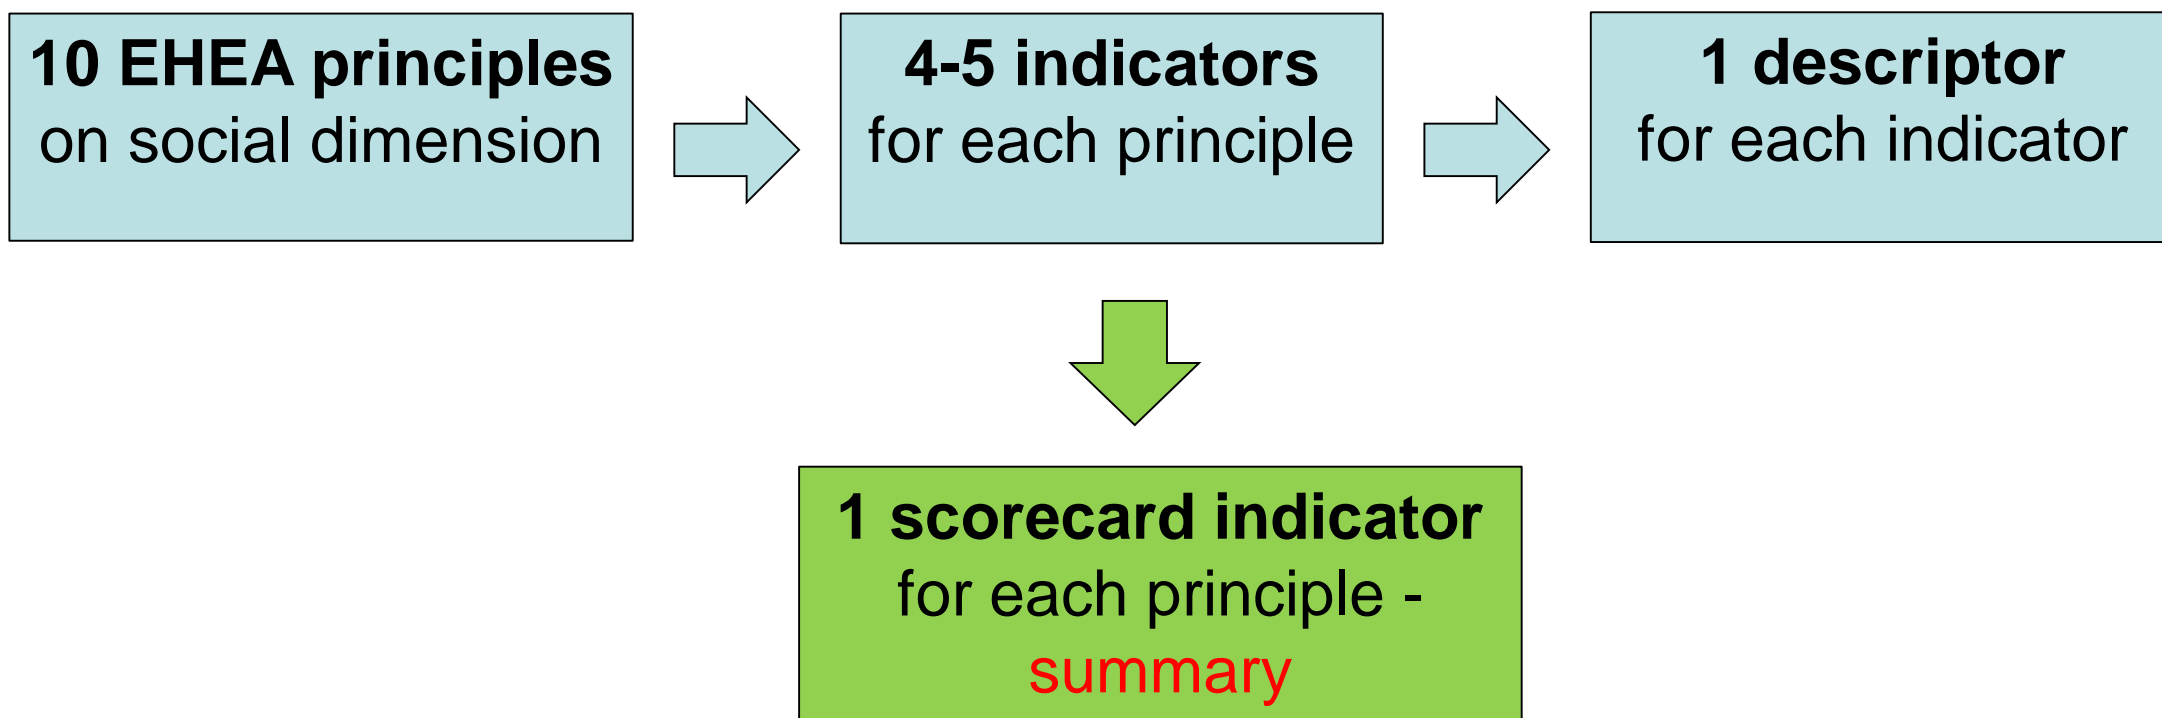 10 EHEA principles
on social dimension
4-5 indicators
for each principle
1 descriptor
for each indicator
1 scorecard indicator
for each principle -
summary